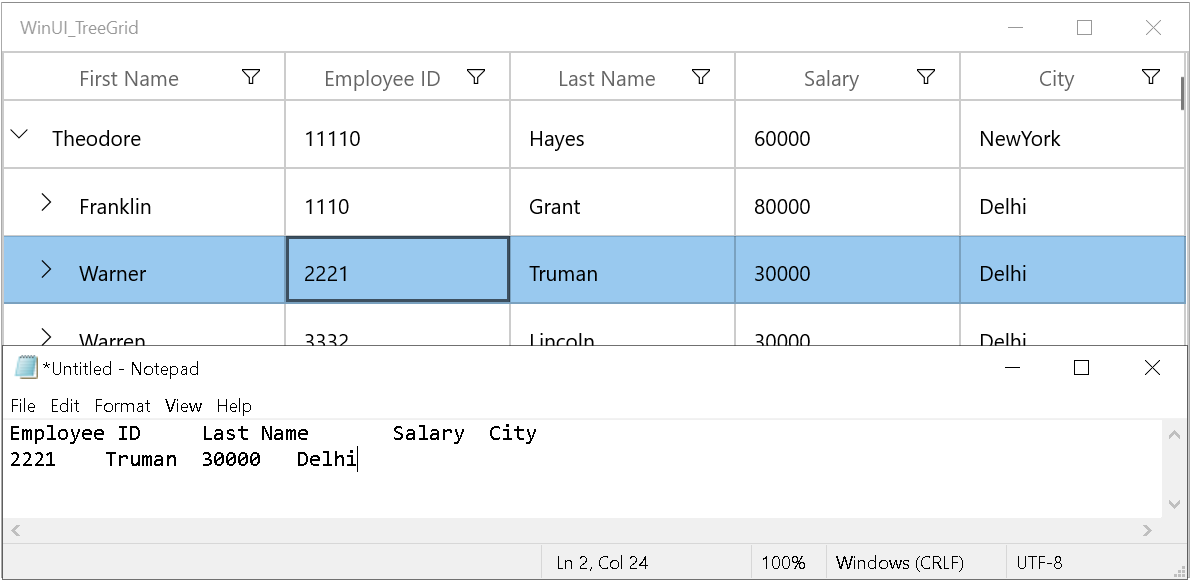 WinUI_TreeGrid
First Name Employee ID Last Name Salary City
Theodore 11110 Hayes 60000 NewYork
Franklin 1110 Grant 80000 Delhi
Warner 2221 Truman 30000 Delhi
Warren 3332 Lincoln 30000 Delhi
*Untitled - Notepad
File Edit Format View Help
Employee ID Last Name Salary City
2221 Truman 30000 Delhi
Ln 2, Col 24 100% Windows (CRLF) UTF-8